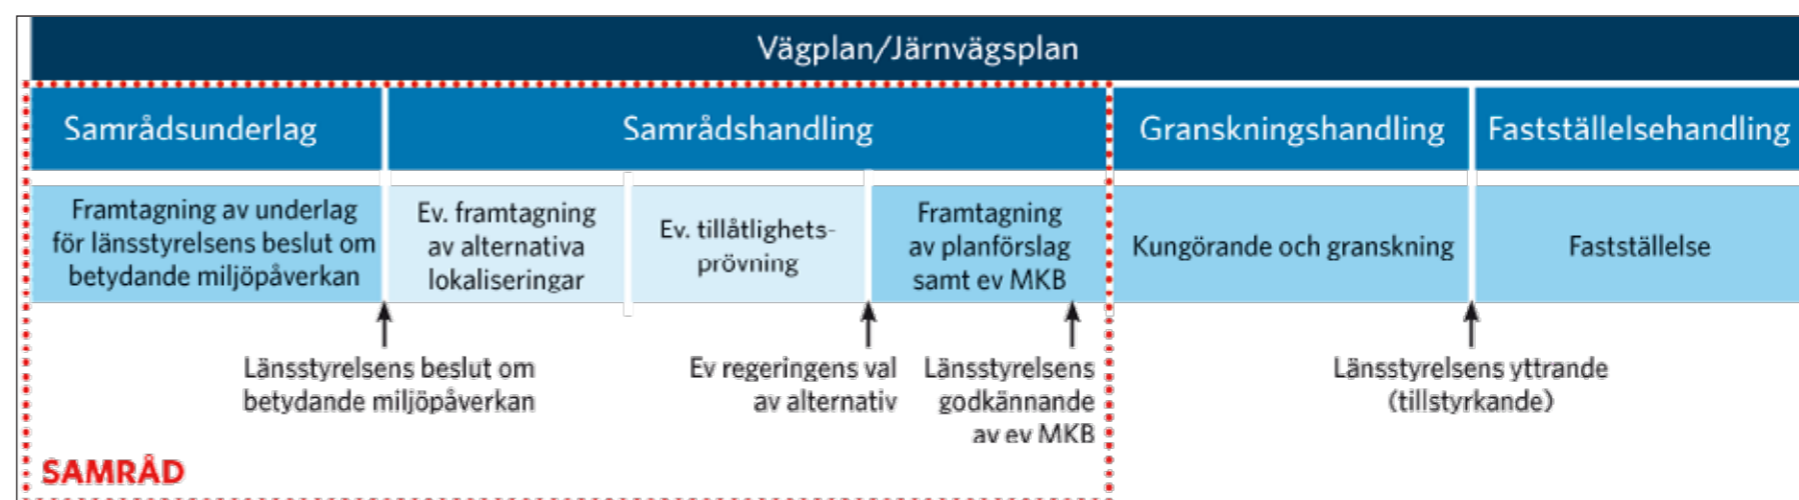 Vägplan/Järnvägsplan
Samrådsunderlag
Samrådshandling
Granskningshandling
Fastställelsehandling
Framtagning av underlag
för länsstyrelsens beslut om
betydande miljöpåverkan
Ev. framtagning
av alternativa
lokaliseringar
Ev. tillåtlighets-
prövning
Framtagning
av planförslag
samt ev MKB
Kungörande och granskning
Fastställelse
Länsstyrelsens beslut om
betydande miljöpåverkan
Ev regeringens val
av alternativ
Länsstyrelsens
godkännande
av ev MKB
Länsstyrelsens yttrande
(tillstyrkande)
SAMRÅD